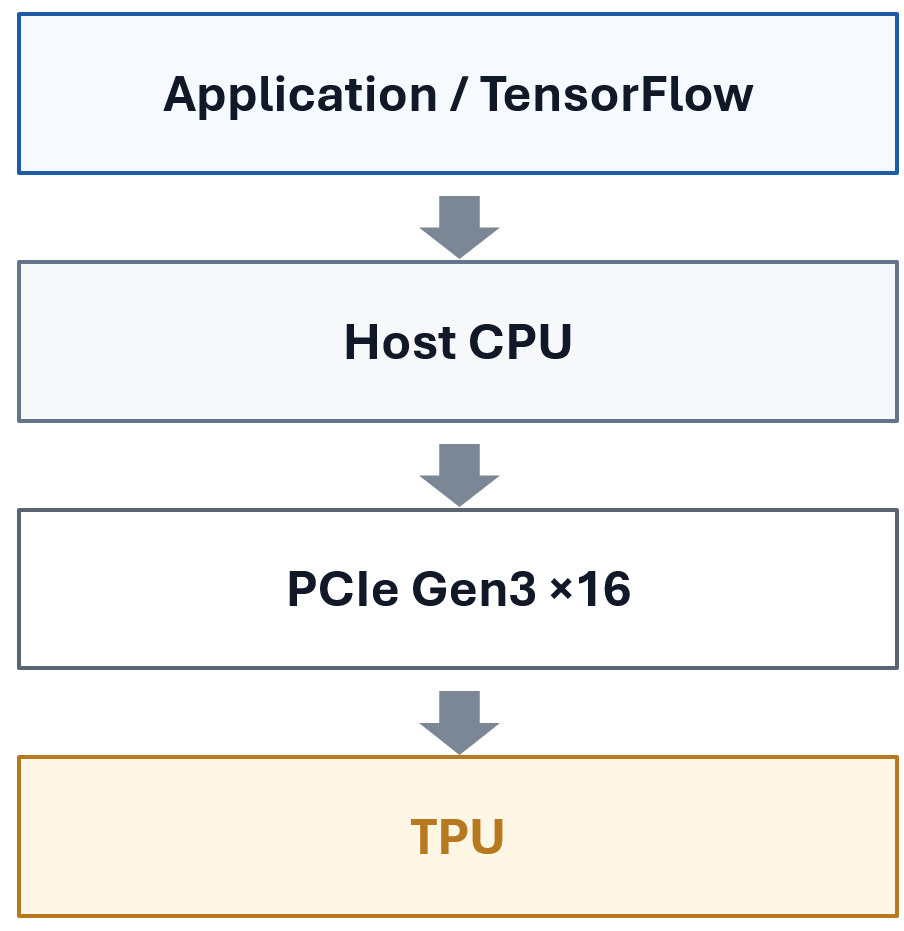 Application / TensorFlow
Host CPU
PCIe Gen3 ×16
TPU